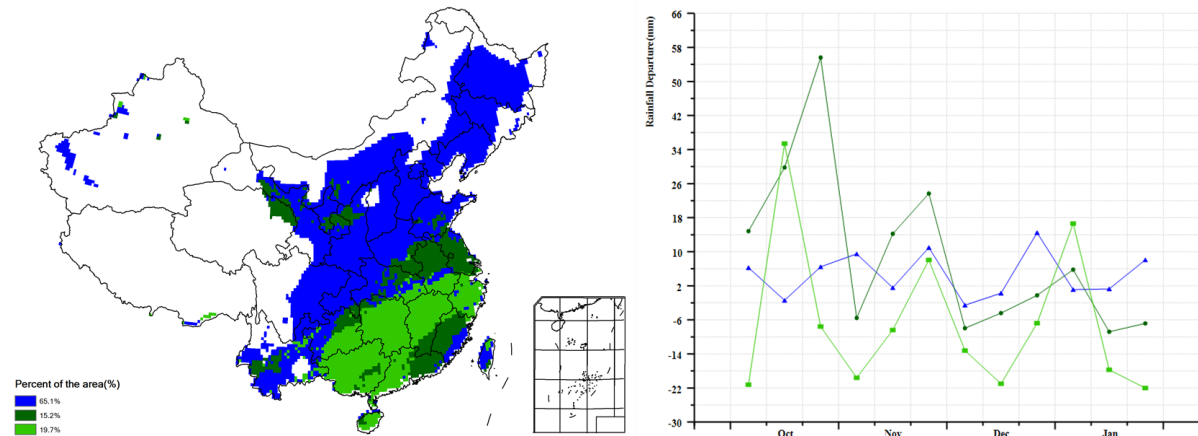 Percent of the area(%)
65.1%
15.2%
19.7%
Rainfall Departure(mm)
66
58
50
42
34
26
18
10
2
-6
-14
-22
-30
Oct
Nov
Dec
Jan